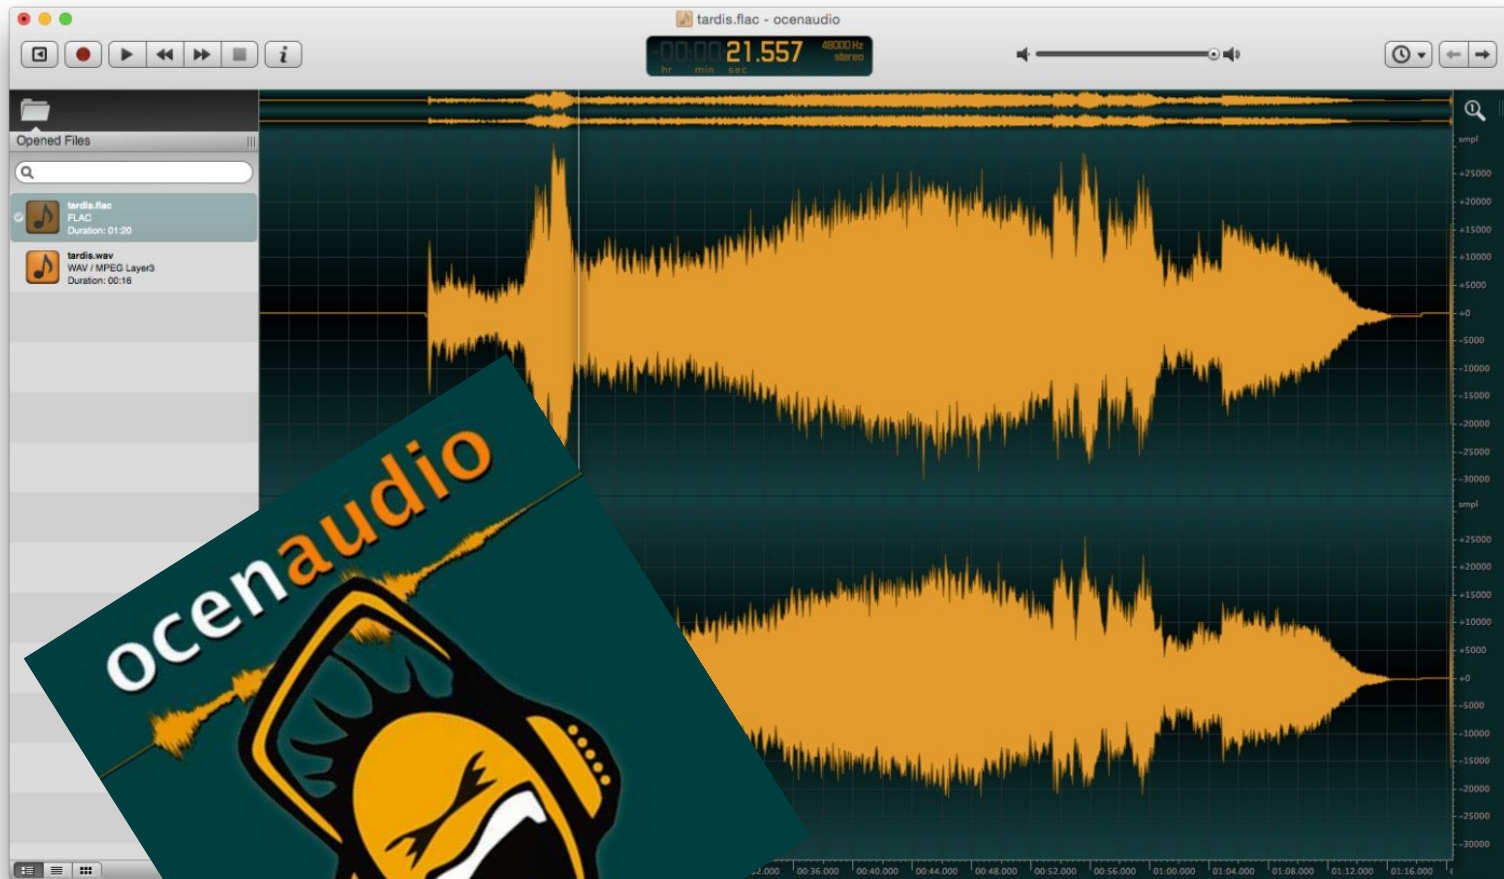 tardis.flac - ocenaudio
-00:00 21.557
hr min sec
48000 Hz
stereo
Opened Files
tardis.flac
FLAC
Duration: 01:20
tardis.wav
WAV / MPEG Layer3
Duration: 00:16
smpl
+25000
+20000
+15000
+10000
+5000
+0
-5000
-10000
-15000
-20000
-25000
-30000
smpl
+25000
+20000
+15000
+10000
+5000
+0
-5000
-10000
-15000
-20000
-25000
-30000
ocenaudio
00:36.000 00:40.000 00:44.000 00:48.000 00:52.000 00:56.000 01:00.000 01:04.000 01:08.000 01:12.000 01:16.000